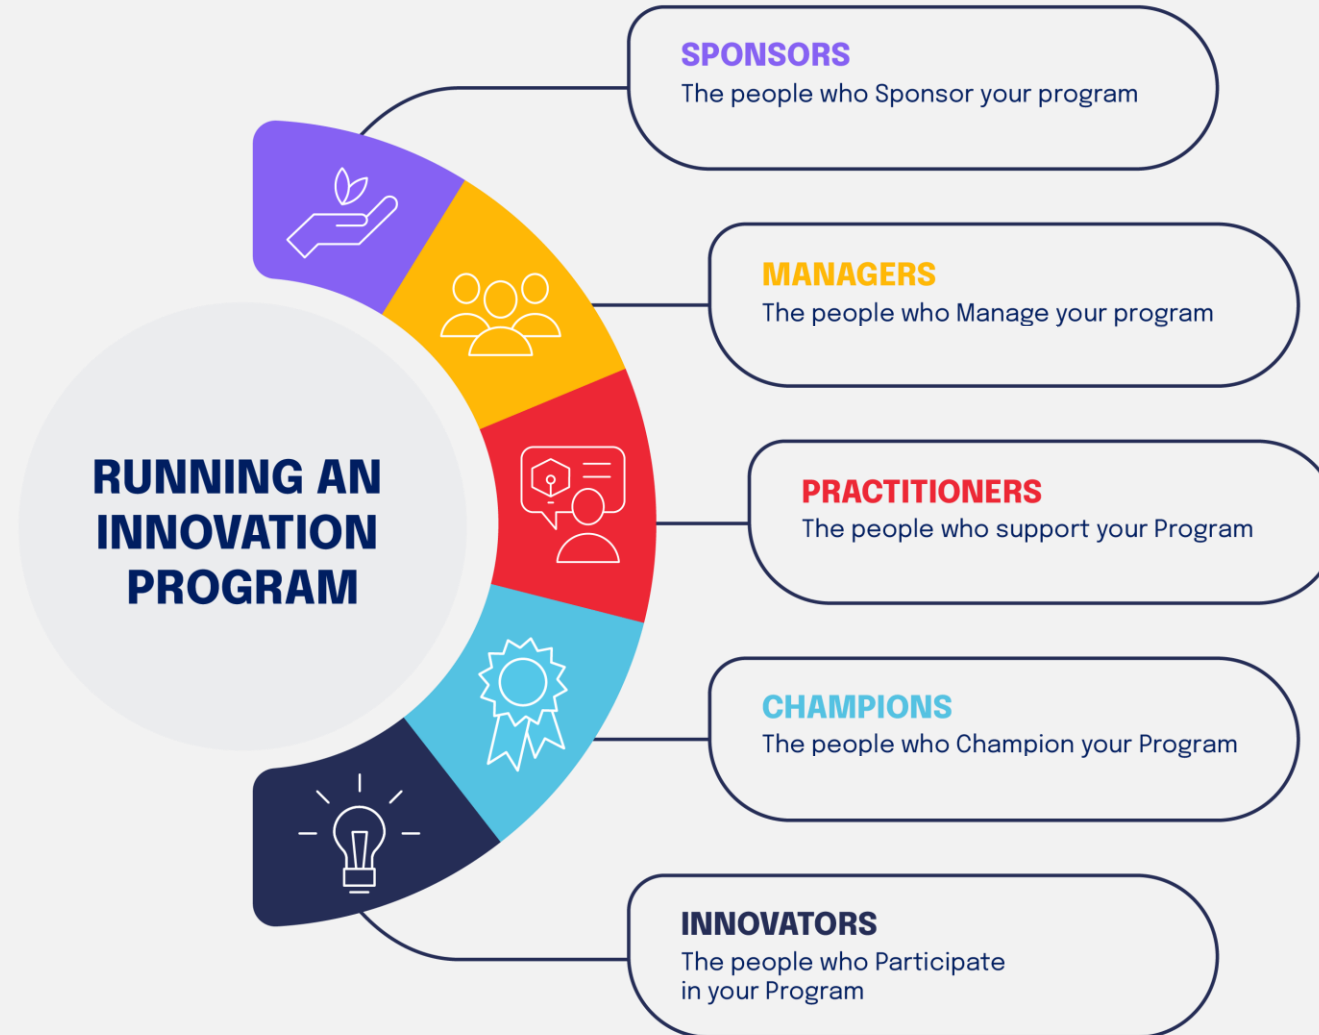 RUNNING AN
INNOVATION
PROGRAM
SPONSORS
The people who Sponsor your program
MANAGERS
The people who Manage your program
PRACTITIONERS
The people who support your Program
CHAMPIONS
The people who Champion your Program
INNOVATORS
The people who Participate
in your Program